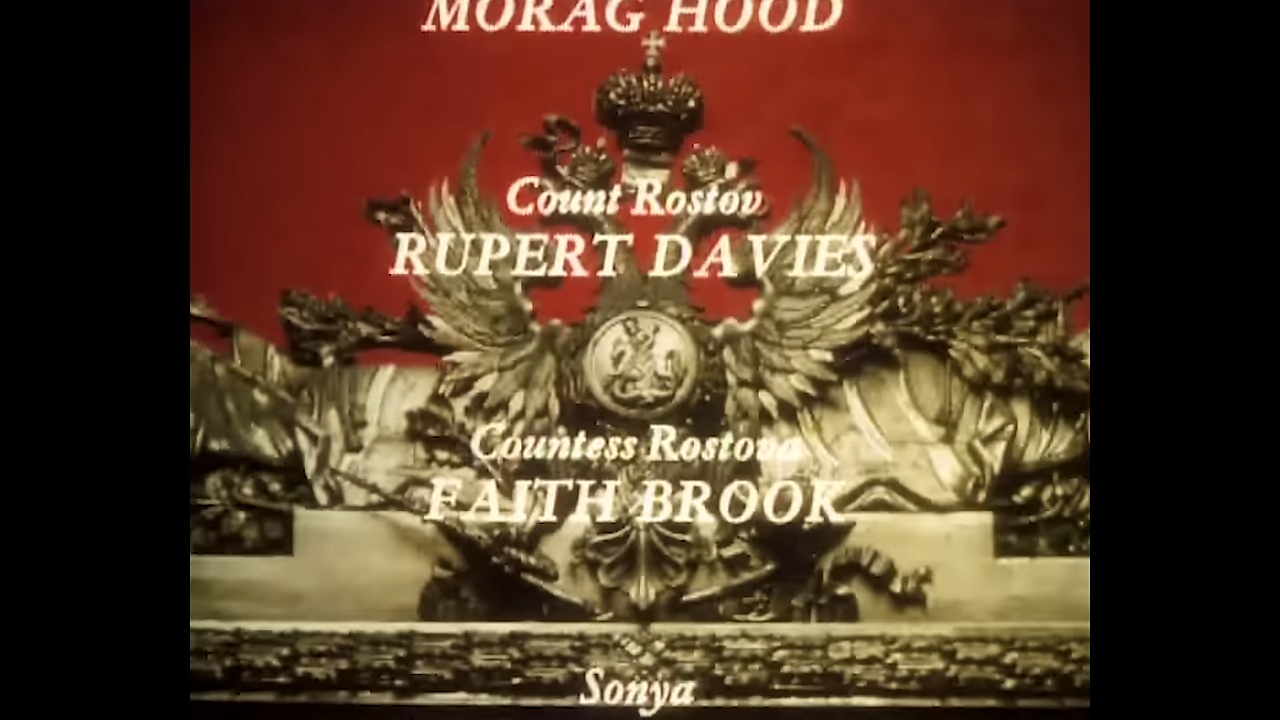 MORAG HOOD
Count Rostov
RUPERT DAVIES
Countess Rostova
FAITH BROOK
Sonya